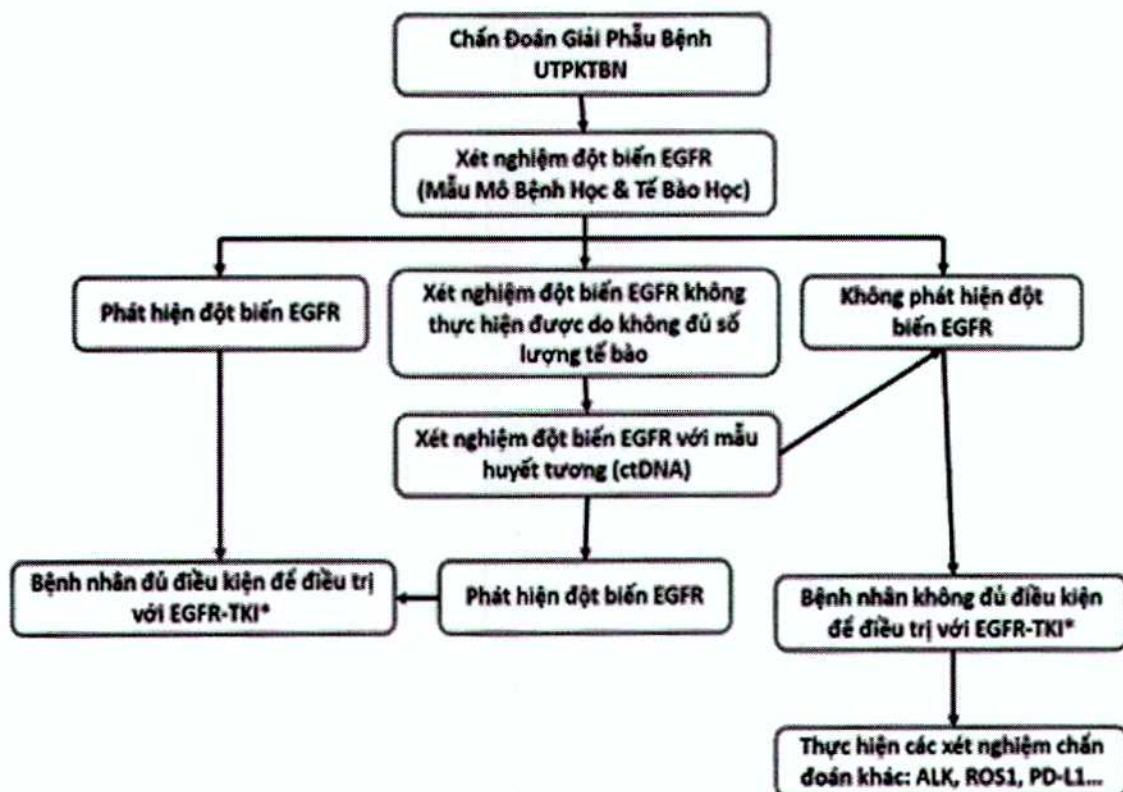 Chẩn Đoán Giải Phẫu Bệnh
UTPKTBN
Xét nghiệm đột biến EGFR
(Mẫu Mô Bệnh Học & Tế Bào Học)
Phát hiện đột biến EGFR
Xét nghiệm đột biến EGFR không
thực hiện được do không đủ số
lượng tế bào
Không phát hiện đột
biến EGFR
Xét nghiệm đột biến EGFR với mẫu
huyết tương (ctDNA)
Bệnh nhân đủ điều kiện để điều trị
với EGFR-TKI*
Phát hiện đột biến EGFR
Bệnh nhân không đủ điều kiện
để điều trị với EGFR-TKI*
Thực hiện các xét nghiệm chẩn
đoán khác: ALK, ROS1, PD-L1...